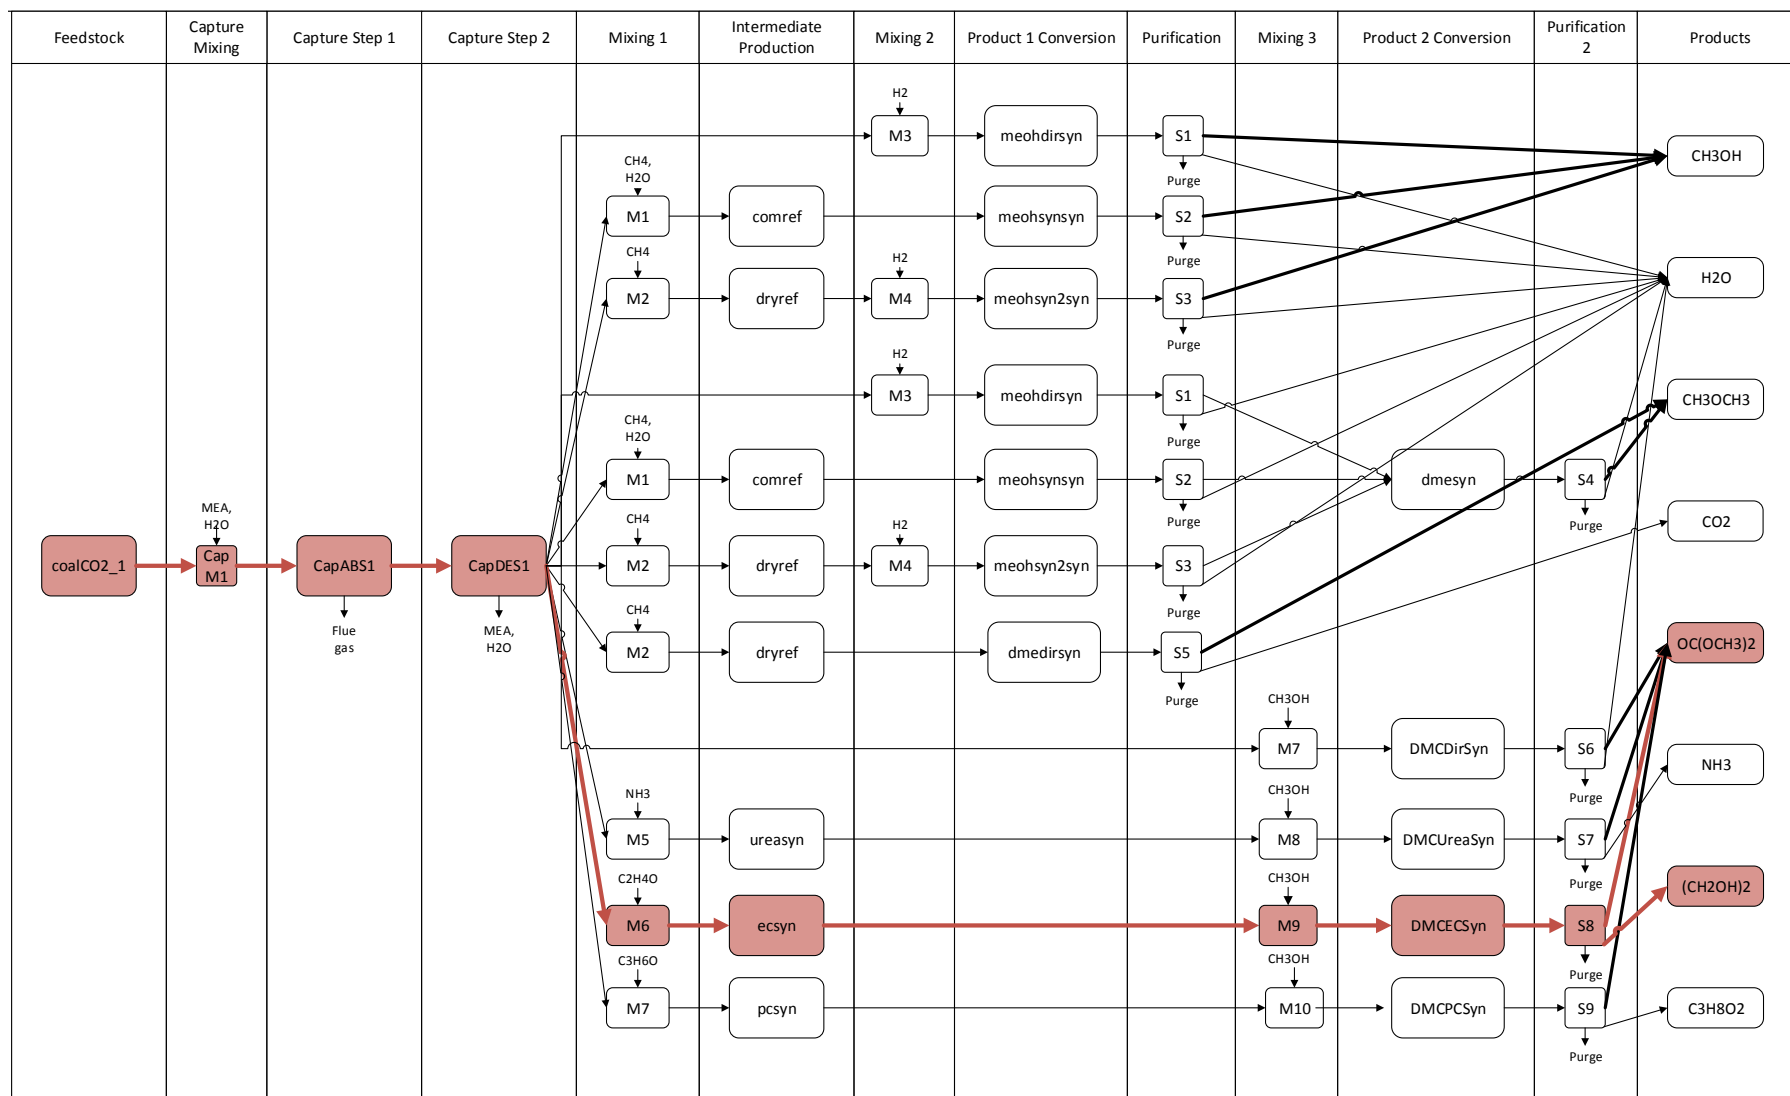 Feedstock
Capture
Mixing
Capture Step 1
Capture Step 2
Mixing 1
Intermediate
Production
Mixing 2
Product 1 Conversion
Purification
Mixing 3
Product 2 Conversion
Purification
2
Products
H2
M3
meohdirsyn
S1
Purge
CH3OH
CH4,
H2O
M1
comref
meohsynsyn
S2
Purge
CH4
M2
dryref
H2
M4
meohsyn2syn
S3
Purge
H2O
H2
M3
meohdirsyn
S1
Purge
CH3OCH3
CH4,
H2O
M1
comref
meohsynsyn
S2
Purge
dmesyn
S4
Purge
CO2
coalCO2_1
MEA,
H2O
Cap
M1
CapABS1
Flue
gas
CapDES1
MEA,
H2O
CH4
M2
dryref
H2
M4
meohsyn2syn
S3
Purge
CH4
M2
dryref
dmedirsyn
S5
Purge
OC(OCH3)2
CH3OH
M7
DMCDirSyn
S6
Purge
NH3
NH3
M5
ureasyn
CH3OH
M8
DMCUreaSyn
S7
Purge
C2H4O
M6
ecsyn
CH3OH
M9
DMCECSyn
S8
Purge
(CH2OH)2
C3H6O
M7
pcsyn
CH3OH
M10
DMCPCSyn
S9
Purge
C3H8O2